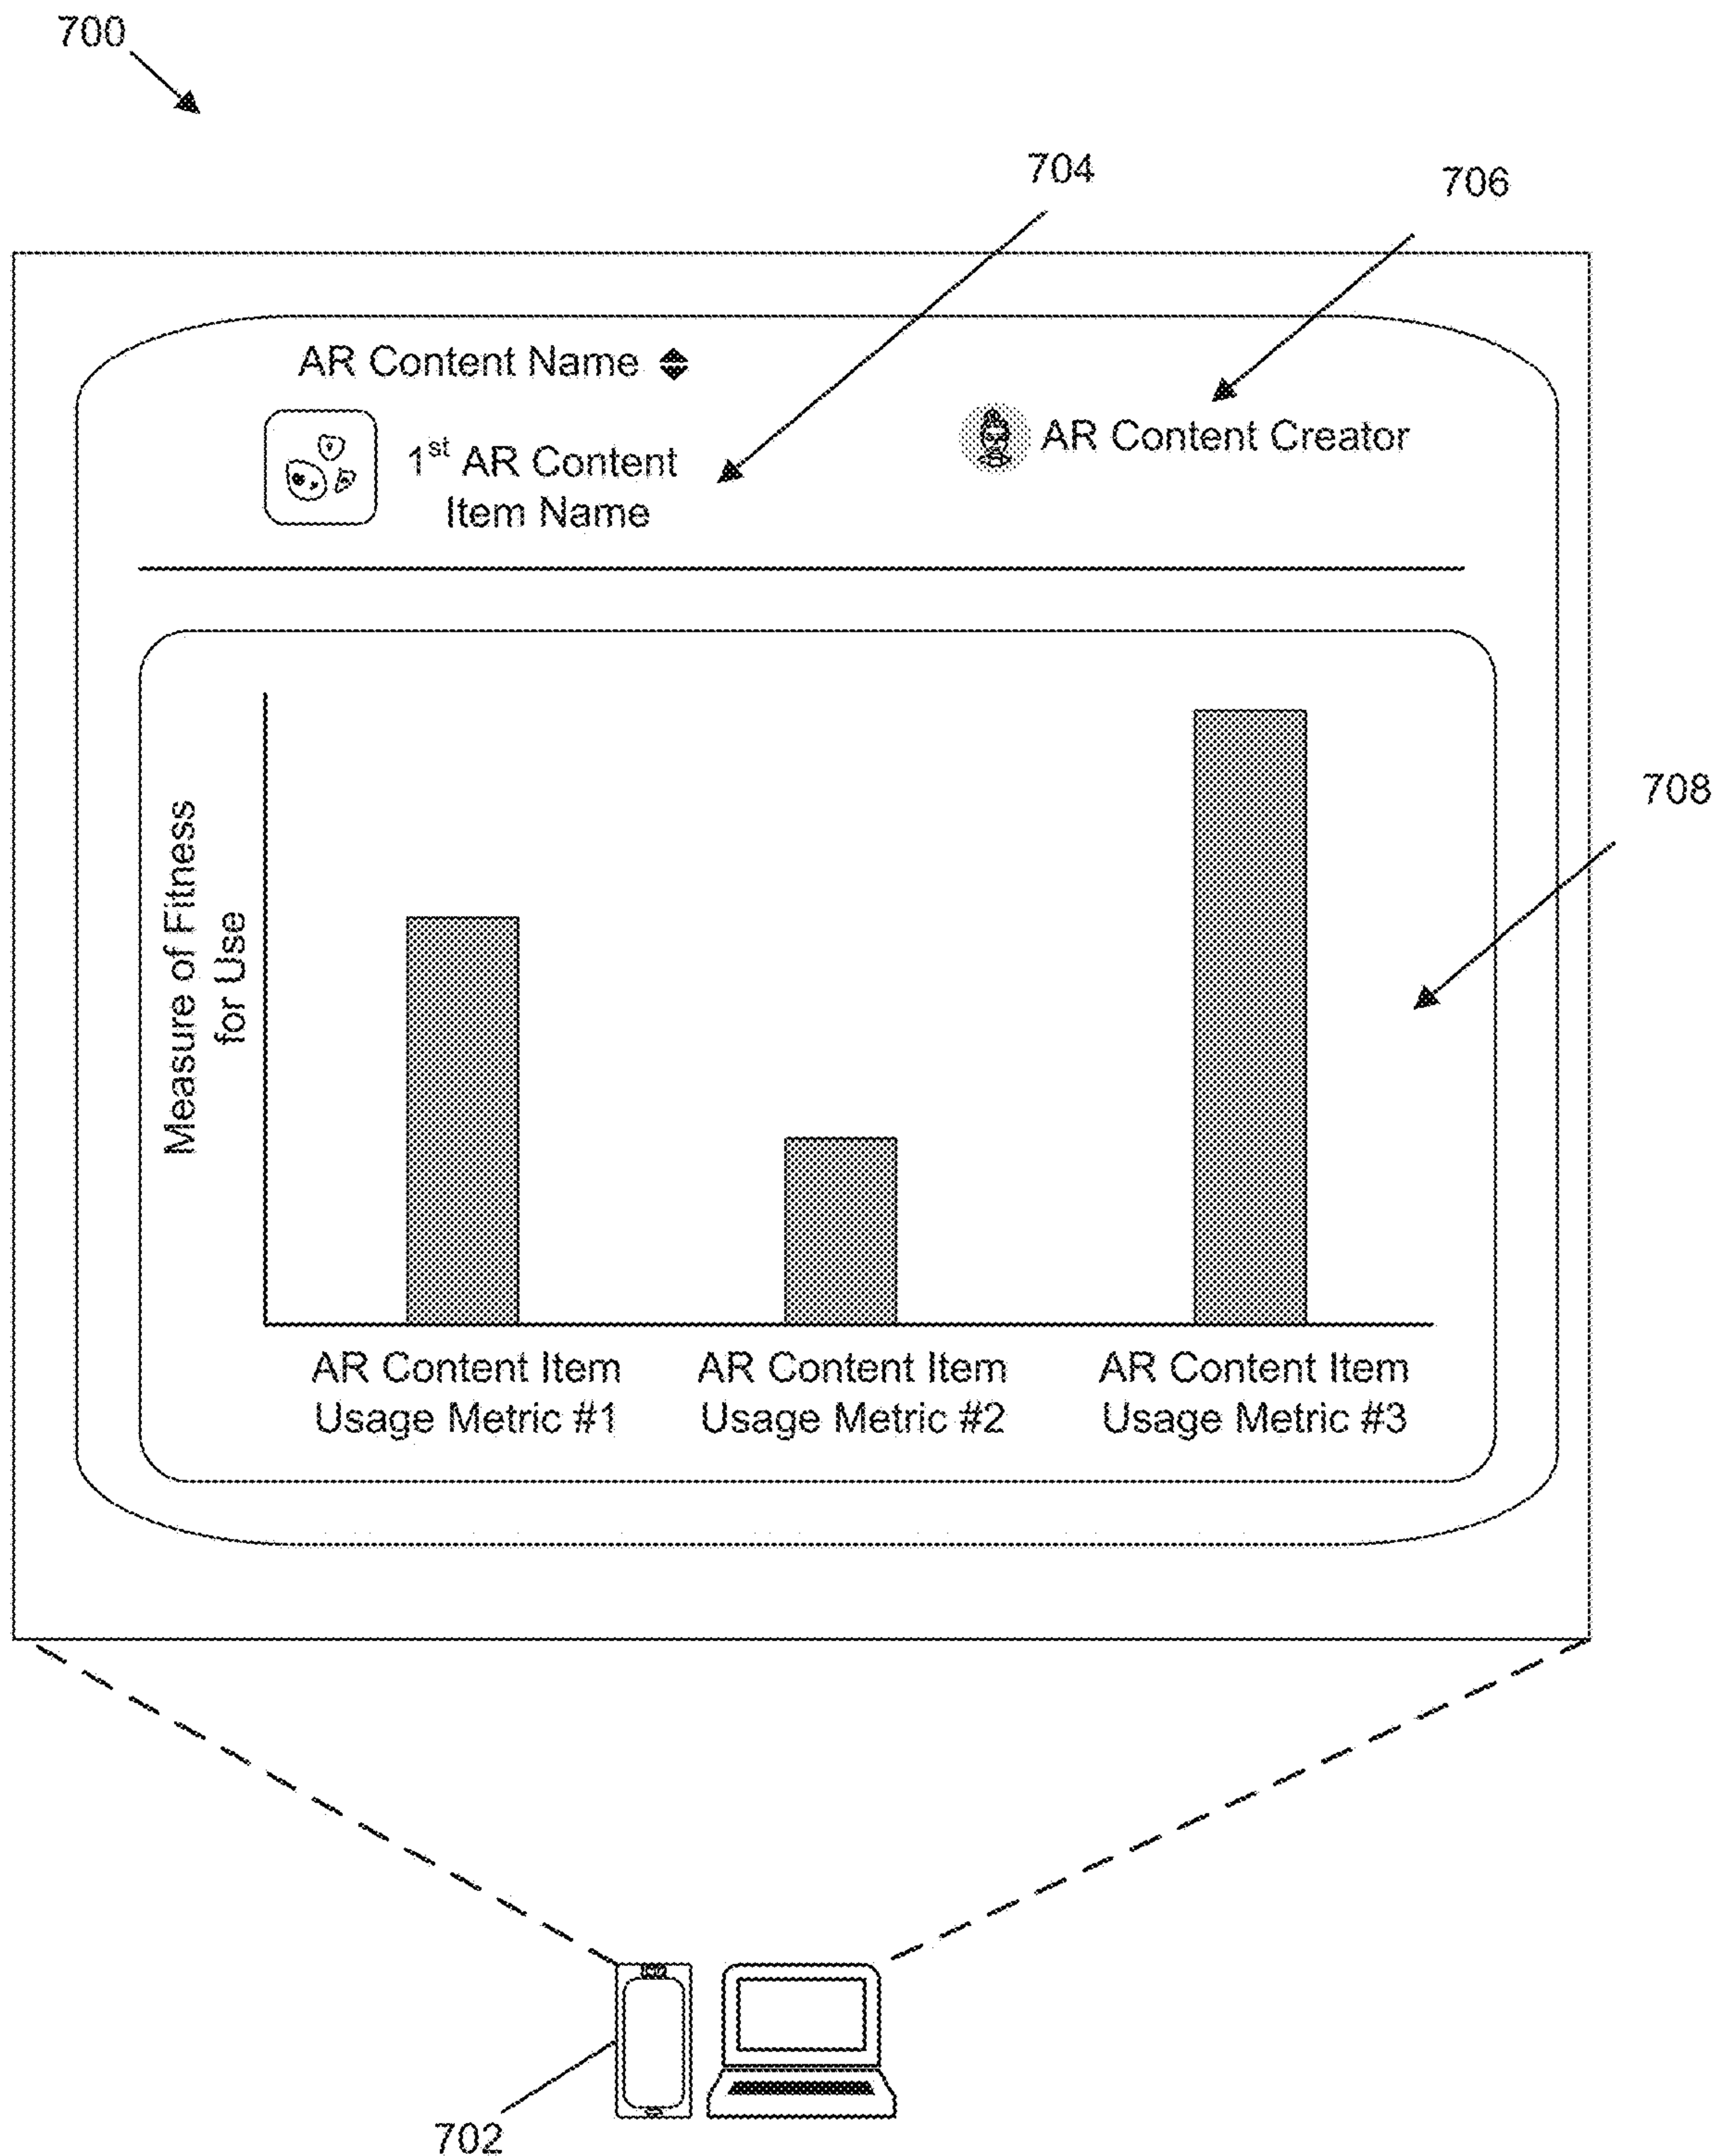 700
704
706
AR Content Name
1st AR Content
Item Name
AR Content Creator
708
Measure of Fitness
for Use
AR Content Item
Usage Metric #1
AR Content Item
Usage Metric #2
AR Content Item
Usage Metric #3
702